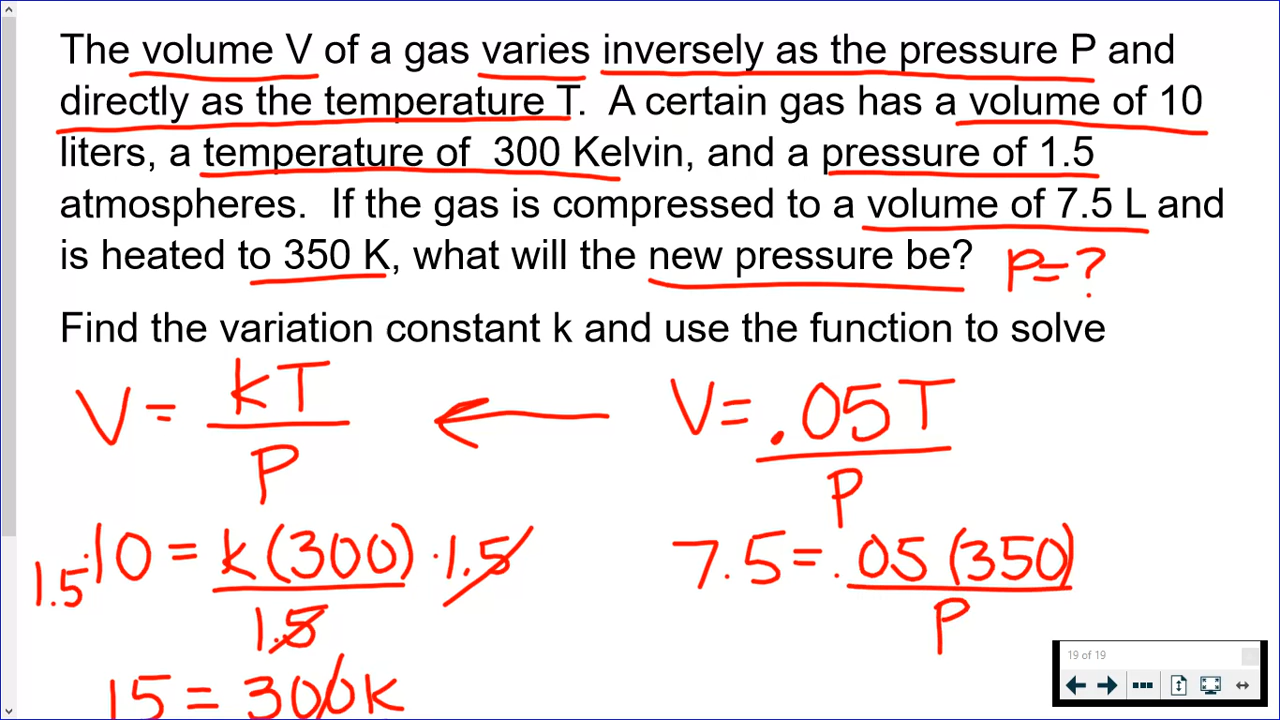 The volume V of a gas varies inversely as the pressure P and
directly as the temperature T.  A certain gas has a volume of 10
liters, a temperature of  300 Kelvin, and a pressure of 1.5
atmospheres.  If the gas is compressed to a volume of 7.5 L and
is heated to 350 K, what will the new pressure be? P=?
Find the variation constant k and use the function to solve
V = kT / P
V = .05T / P
1.5·10 = k(300) / 1.5 · 1.5
7.5 = .05(350) / P
15 = 300k
19 of 19